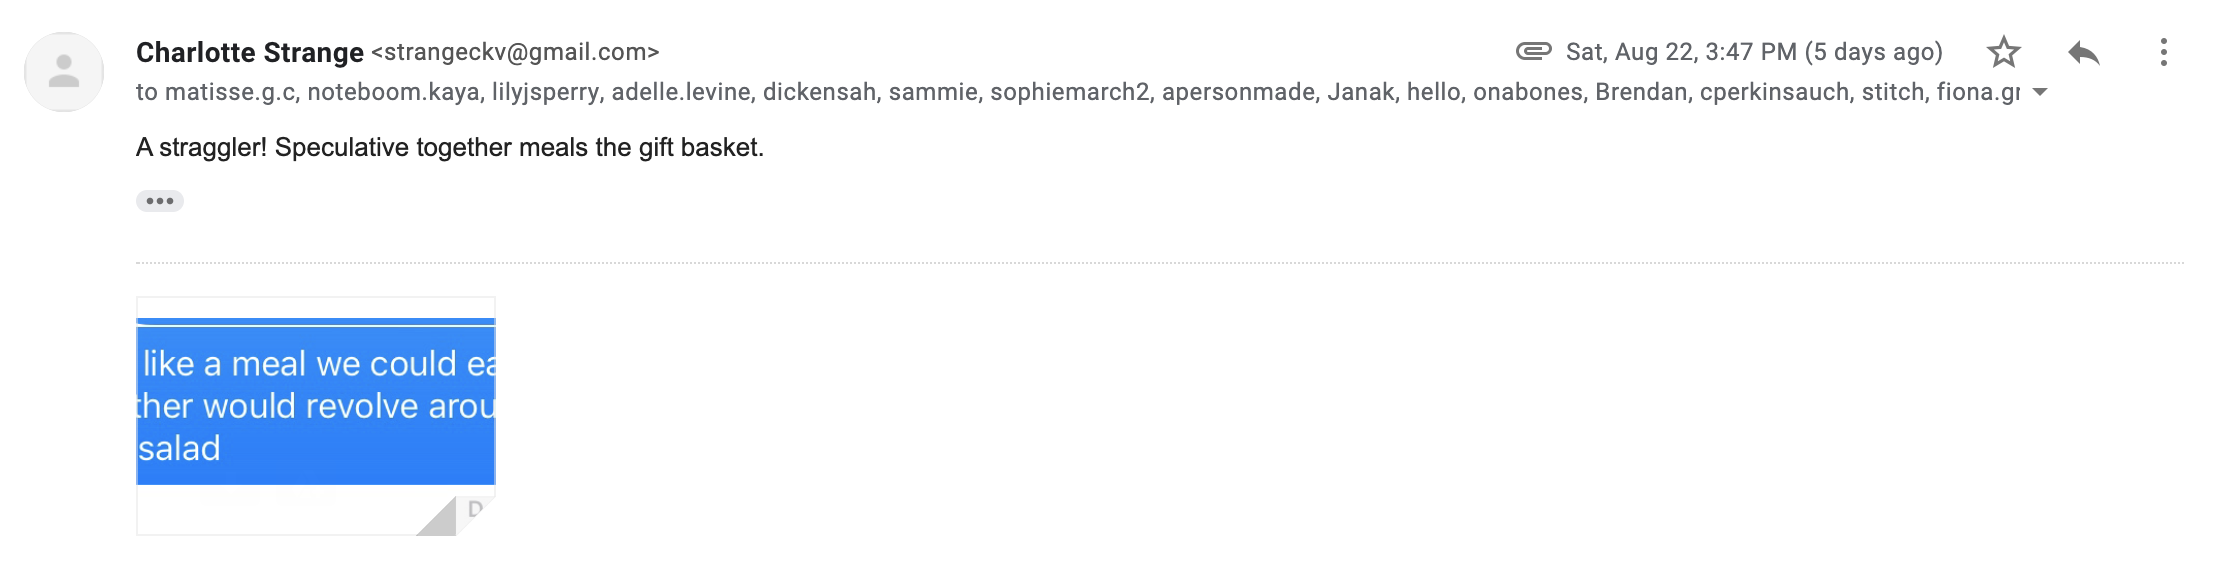 Charlotte Strange <strangeckv@gmail.com>
Sat, Aug 22, 3:47 PM (5 days ago)
to matisse.g.c, noteboom.kaya, lilyjsperry, adelle.levine, dickensah, sammie, sophiemarch2, apersonmade, Janak, hello, onabones, Brendan, cperkinsauch, stitch, fiona.gr
A straggler! Speculative together meals the gift basket.
like a meal we could ea
ther would revolve arou
salad
D